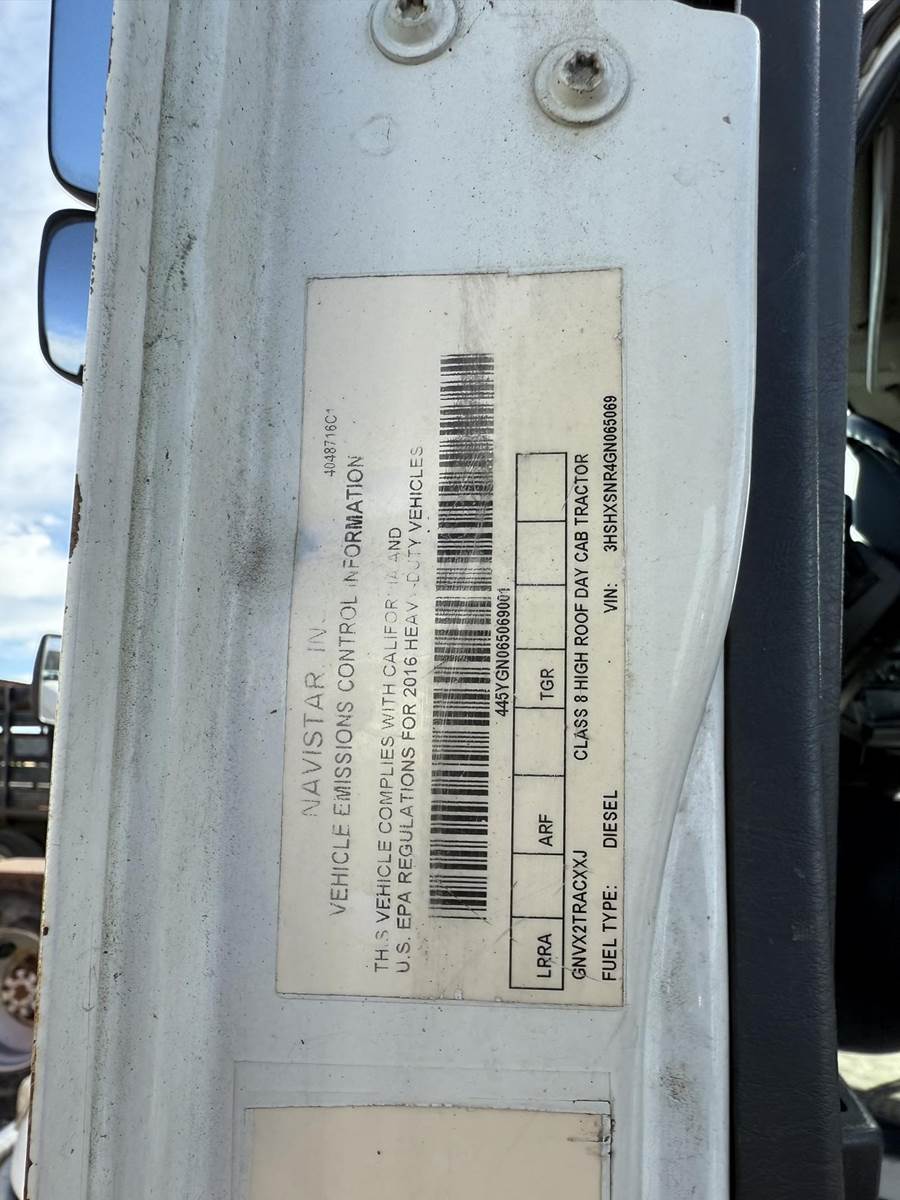 4048716C1
NAVISTAR
VEHICLE EMISSIONS CONTROL INFORMATION
THIS VEHICLE COMPLIES WITH CALIFORNIA AND
U.S. EPA REGULATIONS FOR 2016 HEAVY-DUTY VEHICLES
445YGN065069001
LRRA ARF TGR
GNVX2TRACXXJ CLASS 8 HIGH ROOF DAY CAB TRACTOR
FUEL TYPE: DIESEL VIN: 3HSHXSNR4GN065069